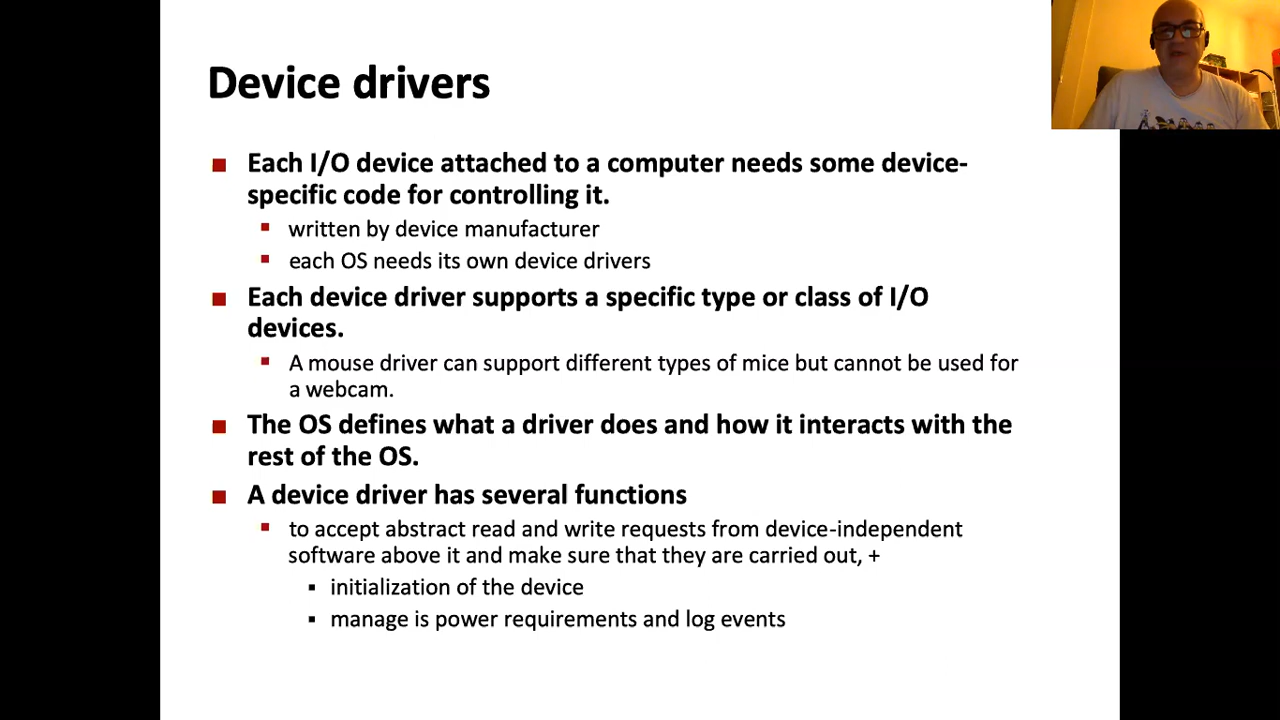 Device drivers
Each I/O device attached to a computer needs some device-
specific code for controlling it.
written by device manufacturer
each OS needs its own device drivers
Each device driver supports a specific type or class of I/O
devices.
A mouse driver can support different types of mice but cannot be used for
a webcam.
The OS defines what a driver does and how it interacts with the
rest of the OS.
A device driver has several functions
to accept abstract read and write requests from device-independent
software above it and make sure that they are carried out, +
initialization of the device
manage is power requirements and log events